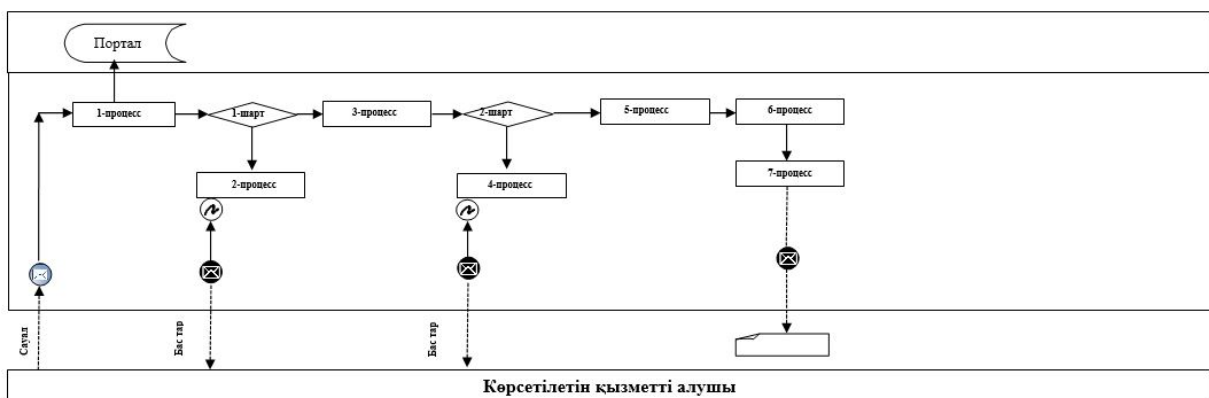 Портал
1-процесс
1-шарт
3-процесс
2-шарт
5-процесс
6-процесс
2-процесс
4-процесс
7-процесс
Сауал
Бас тар
Бас тар
Көрсетілетін қызметті алушы